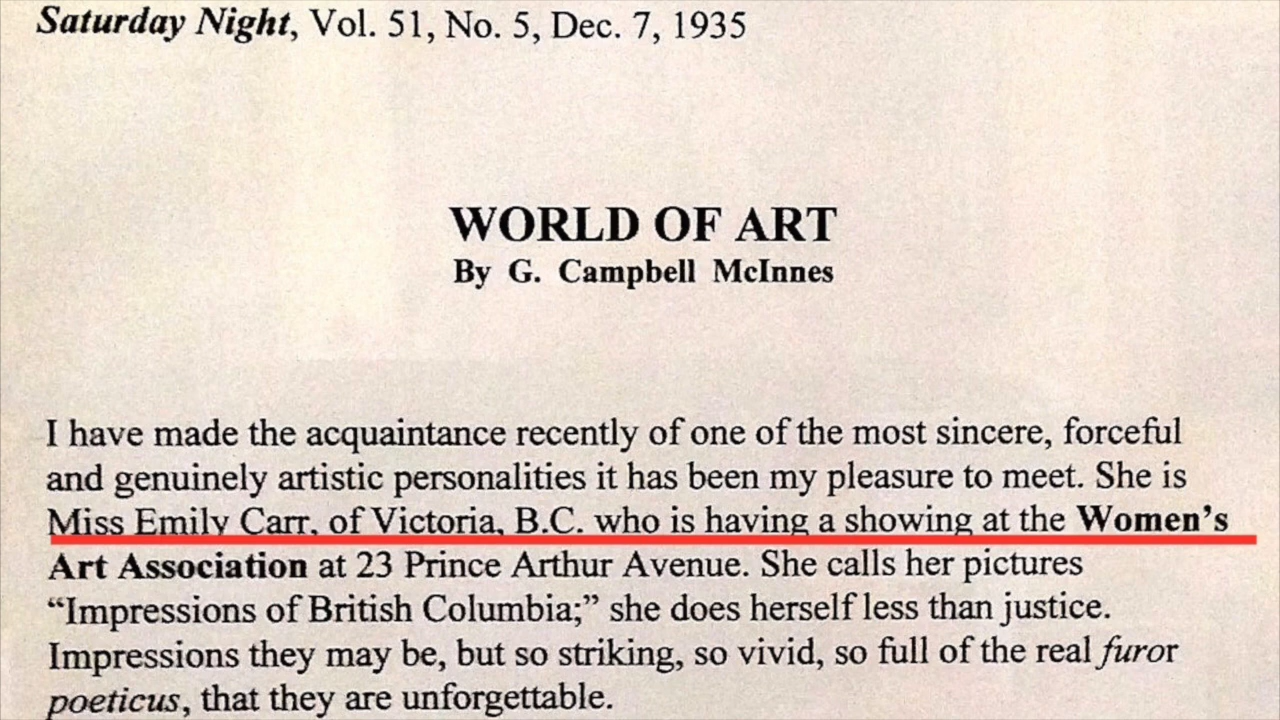 Saturday Night, Vol. 51, No. 5, Dec. 7, 1935
WORLD OF ART
By G. Campbell McInnes
I have made the acquaintance recently of one of the most sincere, forceful
and genuinely artistic personalities it has been my pleasure to meet. She is
Miss Emily Carr, of Victoria, B.C. who is having a showing at the Women's
Art Association at 23 Prince Arthur Avenue. She calls her pictures
“Impressions of British Columbia;” she does herself less than justice.
Impressions they may be, but so striking, so vivid, so full of the real furor
poeticus, that they are unforgettable.